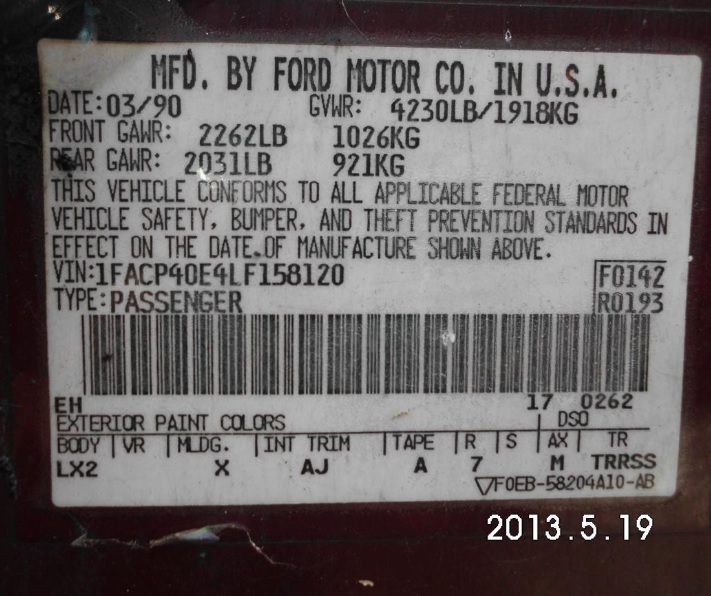 MFD. BY FORD MOTOR CO. IN U.S.A.
DATE: 03/90 GVWR: 4230LB/1918KG
FRONT GAWR: 2262LB 1026KG
REAR GAWR: 2031LB 921KG
THIS VEHICLE CONFORMS TO ALL APPLICABLE FEDERAL MOTOR
VEHICLE SAFETY, BUMPER, AND THEFT PREVENTION STANDARDS IN
EFFECT ON THE DATE OF MANUFACTURE SHOWN ABOVE.
VIN: 1FACP40E4LF158120 F0142
TYPE: PASSENGER R0193
EH 17 0262
EXTERIOR PAINT COLORS DSO
BODY VR MLDG. INT TRIM TAPE R S AX TR
LX2 X AJ A 7 M TRRSS
▽F0EB-58204A10-AB
2013.5.19